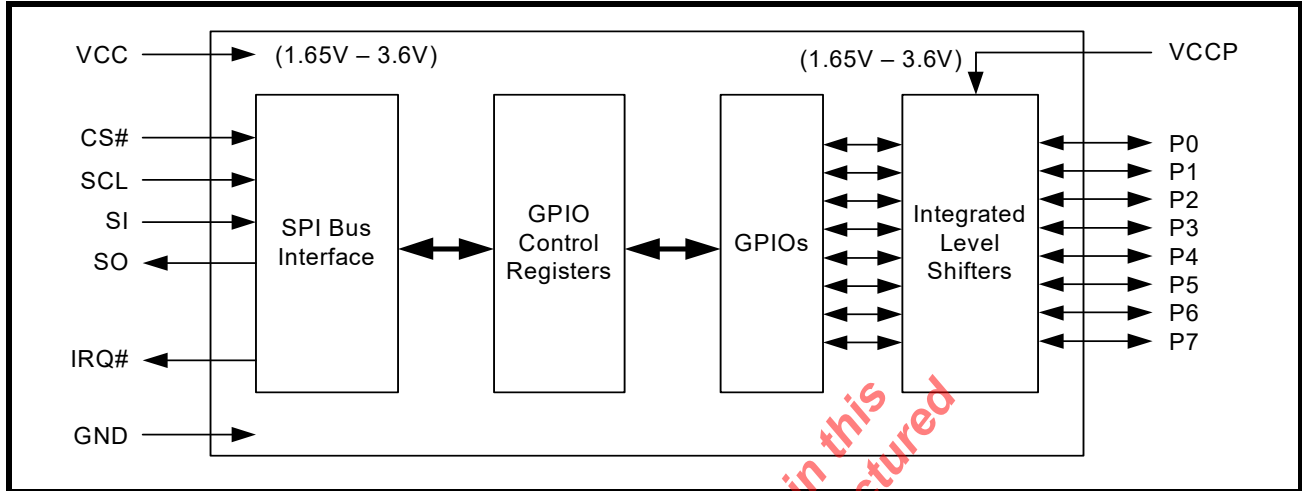 VCC
(1.65V – 3.6V)
(1.65V – 3.6V)
VCCP
CS#
SCL
SI
SO
IRQ#
GND
SPI Bus
Interface
GPIO
Control
Registers
GPIOs
Integrated
Level
Shifters
P0
P1
P2
P3
P4
P5
P6
P7
in this
ctured